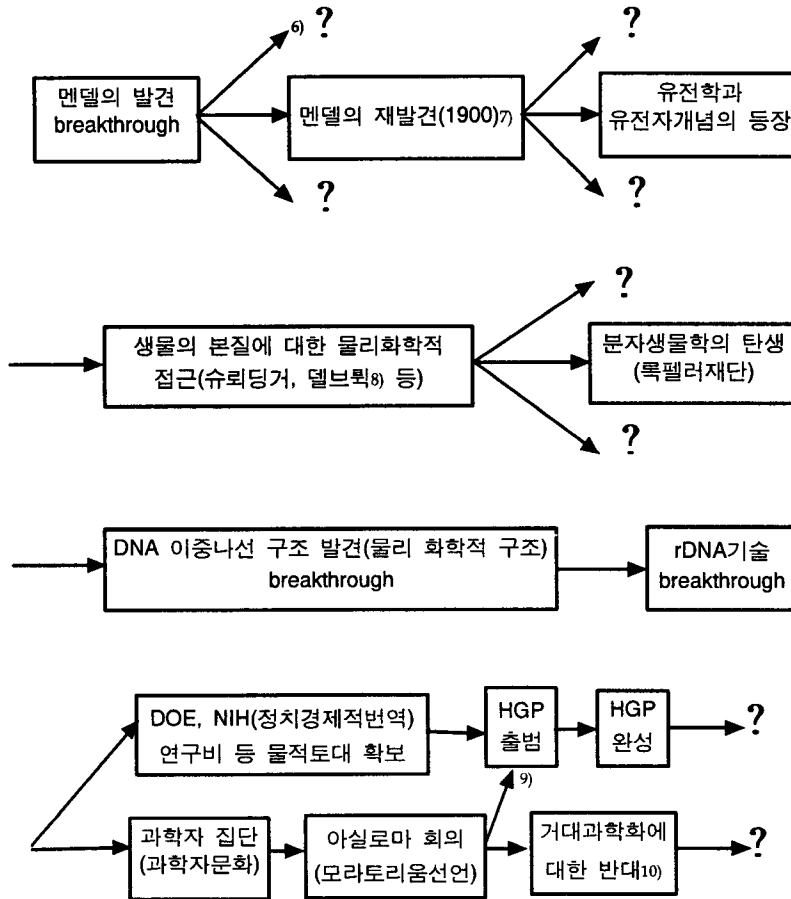 6) ?
?
멘델의 발견
breakthrough
멘델의 재발견(1900)7)
유전학과
유전자개념의 등장
?
?
?
생물의 본질에 대한 물리화학적
접근(슈뢰딩거, 델브뤽8) 등)
분자생물학의 탄생
(록펠러재단)
?
DNA 이중나선 구조 발견(물리 화학적 구조)
breakthrough
rDNA기술
breakthrough
DOE, NIH(정치경제적번역)
연구비 등 물적토대 확보
HGP
출범
HGP
완성
?
9)
과학자 집단
(과학자문화)
아실로마 회의
(모라토리움선언)
거대과학화에
대한 반대10)
?